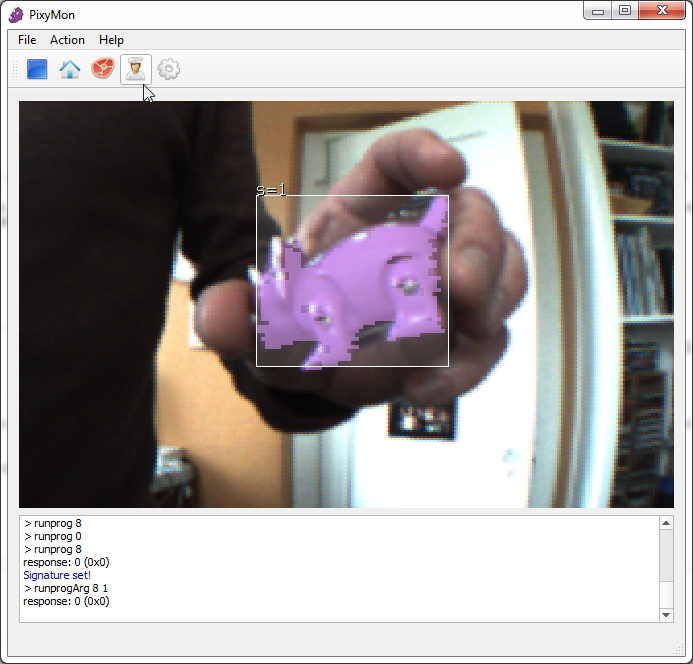 PixyMon
File Action Help
s=1
> runprog 8
> runprog 0
> runprog 8
response: 0 (0x0)
Signature set!
> runprogArg 8 1
response: 0 (0x0)